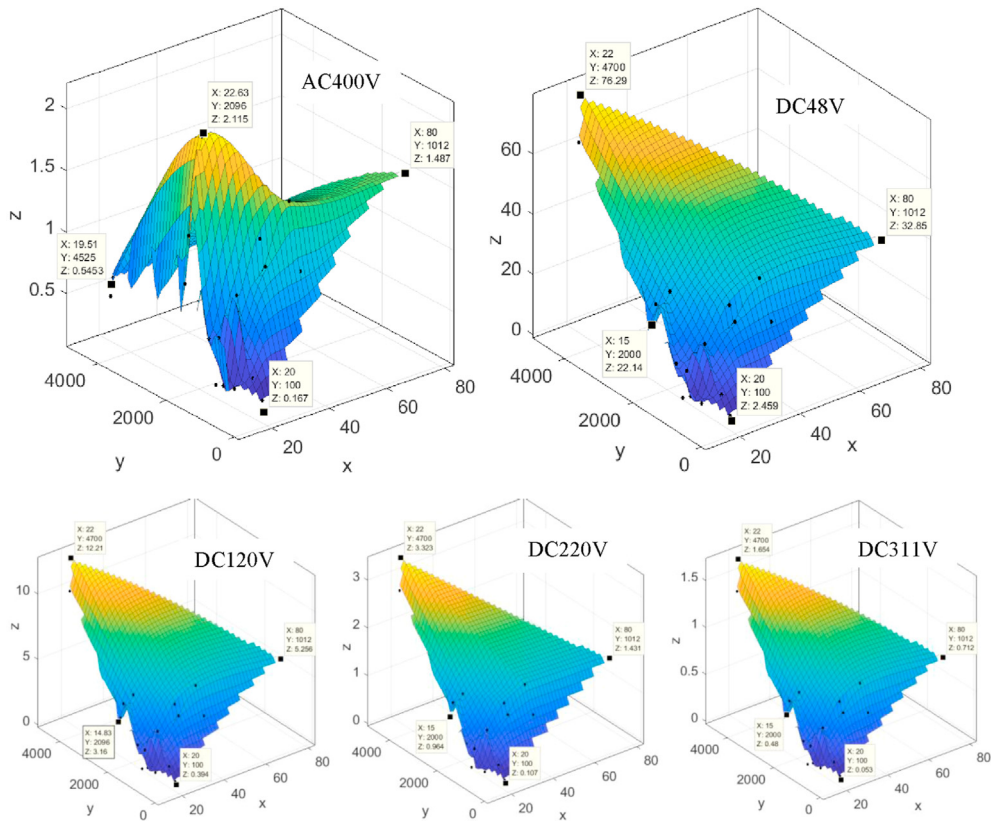 AC400V
X: 22.63
Y: 2096
Z: 2.115
X: 80
Y: 1012
Z: 1.487
X: 19.51
Y: 4525
Z: 0.5453
X: 20
Y: 100
Z: 0.167
2
1.5
1
0.5
z
4000
2000
0
y
20
40
60
80
x
DC48V
X: 22
Y: 4700
Z: 76.29
X: 80
Y: 1012
Z: 32.85
X: 15
Y: 2000
Z: 22.14
X: 20
Y: 100
Z: 2.459
60
40
20
0
z
4000
2000
0
y
20
40
60
80
x
DC120V
X: 22
Y: 4700
Z: 12.21
X: 80
Y: 1012
Z: 5.256
X: 14.83
Y: 2096
Z: 3.16
X: 20
Y: 100
Z: 0.394
10
5
0
z
4000
2000
0
y
20
40
60
80
x
DC220V
X: 22
Y: 4700
Z: 3.323
X: 80
Y: 1012
Z: 1.431
X: 15
Y: 2000
Z: 0.964
X: 20
Y: 100
Z: 0.107
3
2
1
0
z
4000
2000
0
y
20
40
60
80
x
DC311V
X: 22
Y: 4700
Z: 1.654
X: 80
Y: 1012
Z: 0.712
X: 15
Y: 2000
Z: 0.48
X: 20
Y: 100
Z: 0.053
1.5
1
0.5
0
z
4000
2000
0
y
20
40
60
80
x